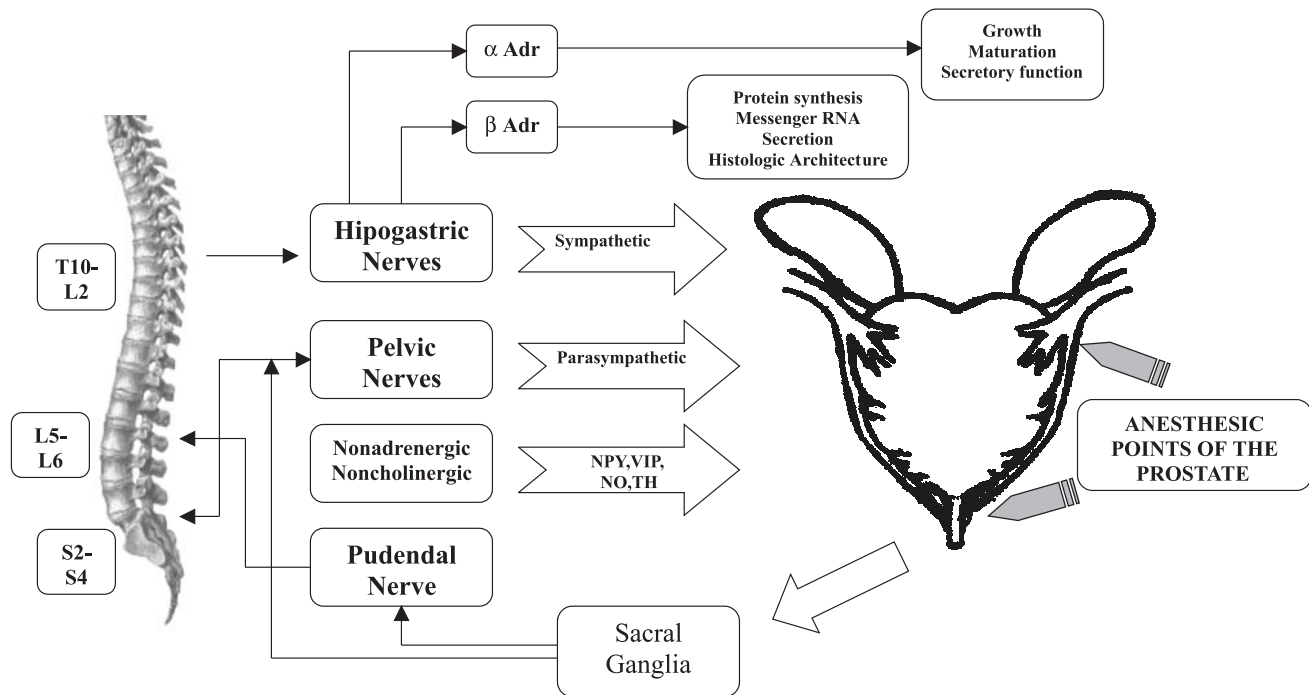 α Adr
Growth
Maturation
Secretory function
β Adr
Protein synthesis
Messenger RNA
Secretion
Histologic Architecture
T10-
L2
Hipogastric
Nerves
Sympathetic
Pelvic
Nerves
Parasympathetic
L5-
L6
Nonadrenergic
Noncholinergic
NPY,VIP,
NO,TH
ANESTHESIC
POINTS OF THE
PROSTATE
S2-
S4
Pudendal
Nerve
Sacral
Ganglia